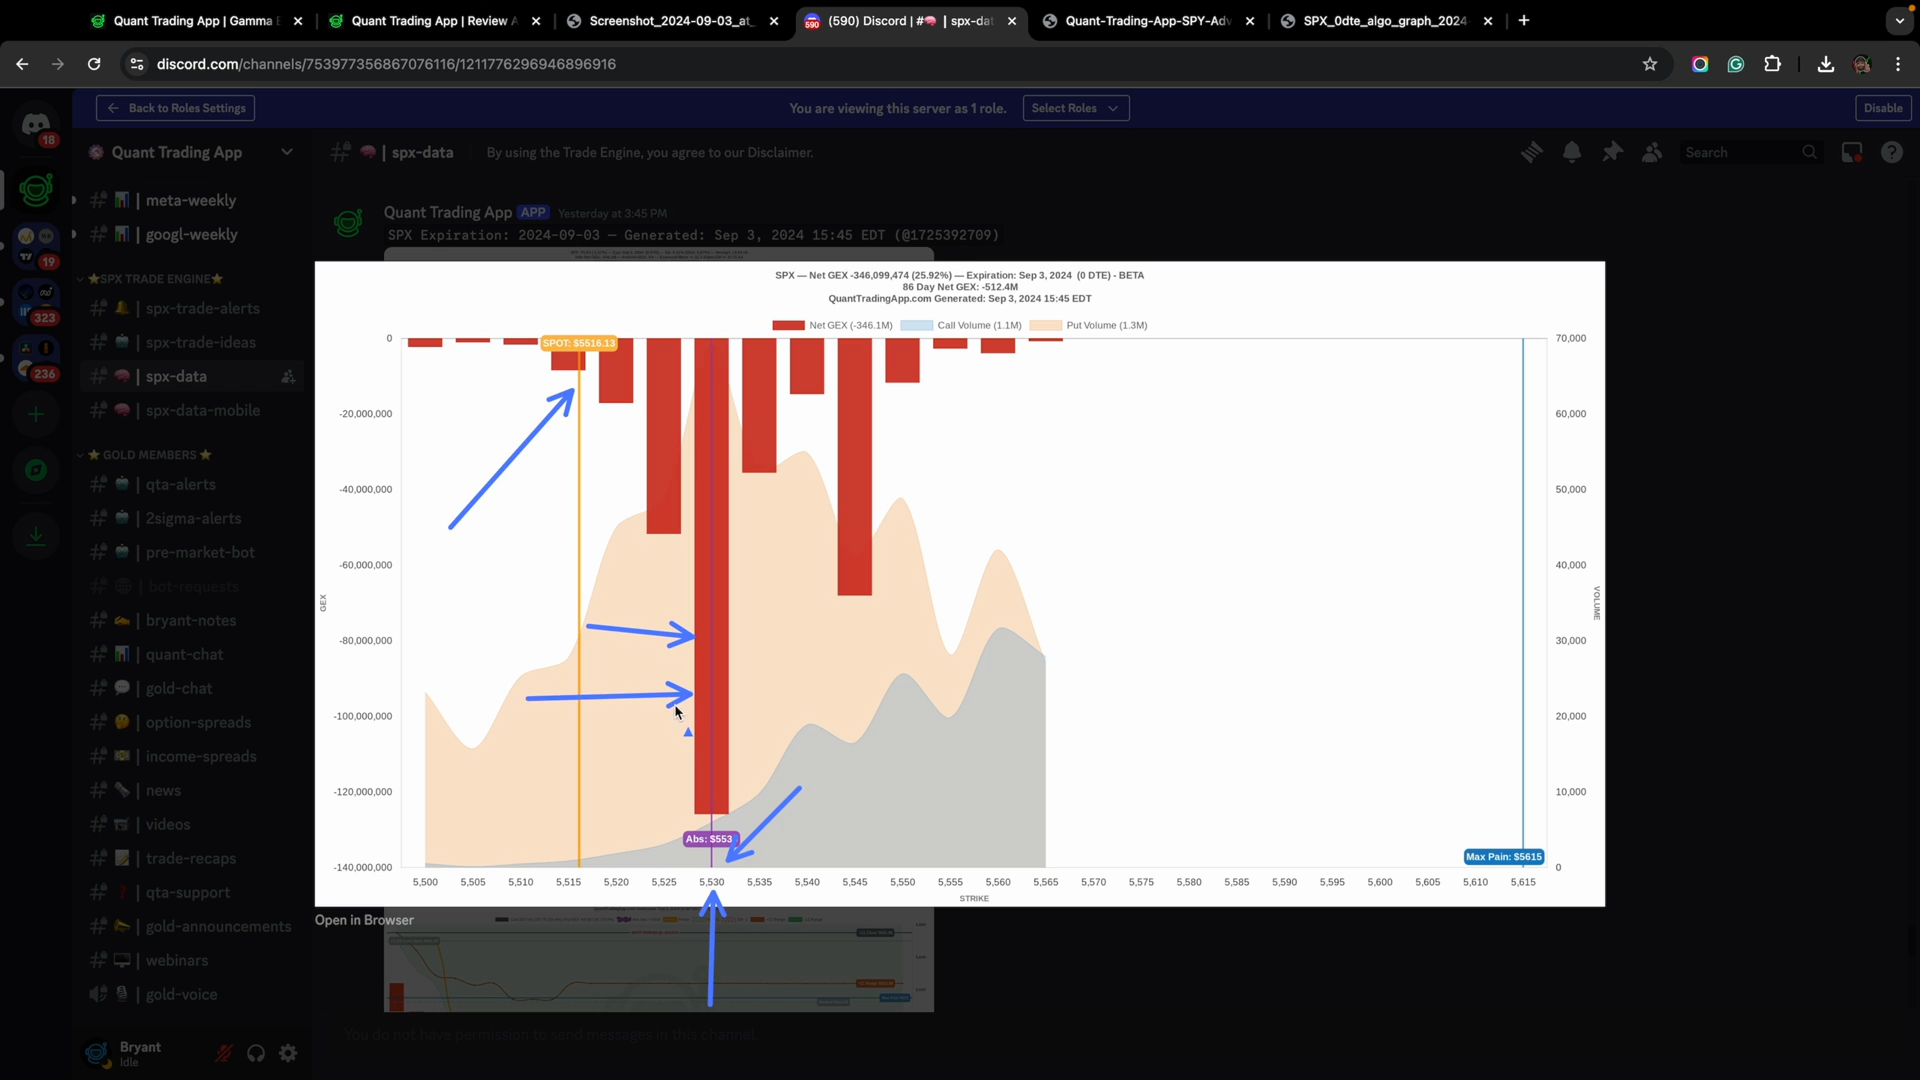 Quant Trading App | Gamma E
Quant Trading App | Review A
Screenshot_2024-09-03_at_
(590) Discord | #🧠 | spx-dat
Quant-Trading-App-SPY-Adv
SPX_0dte_algo_graph_2024
discord.com/channels/753977356867076116/1211776296946896916
Back to Roles Settings
You are viewing this server as 1 role.
Select Roles
Disable
Quant Trading App
🧠 | spx-data
By using the Trade Engine, you agree to our Disclaimer.
Search
18
19
323
236
📊 | meta-weekly
📊 | googl-weekly
⭐SPX TRADE ENGINE⭐
🔔 | spx-trade-alerts
| spx-trade-ideas
🧠 | spx-data
🧠 | spx-data-mobile
⭐ GOLD MEMBERS ⭐
| qta-alerts
| 2sigma-alerts
| pre-market-bot
| bot-requests
| bryant-notes
📊 | quant-chat
💬 | gold-chat
🤔 | option-spreads
| income-spreads
🗞 | news
| videos
📝 | trade-recaps
❓ | qta-support
| gold-announcements
| webinars
🎙 | gold-voice
Bryant
Idle
Quant Trading App APP Yesterday at 3:45 PM
SPX Expiration: 2024-09-03 — Generated: Sep 3, 2024 15:45 EDT (@1725392709)
SPX — Net GEX -346,099,474 (25.92%) — Expiration: Sep 3, 2024 (0 DTE) - BETA
86 Day Net GEX: -512.4M
QuantTradingApp.com Generated: Sep 3, 2024 15:45 EDT
Net GEX (-346.1M) Call Volume (1.1M) Put Volume (1.3M)
SPOT: $5516.13
0
-20,000,000
-40,000,000
-60,000,000
-80,000,000
-100,000,000
-120,000,000
-140,000,000
GEX
70,000
60,000
50,000
40,000
30,000
20,000
10,000
0
VOLUME
Abs: $553
Max Pain: $5615
5,500 5,505 5,510 5,515 5,520 5,525 5,530 5,535 5,540 5,545 5,550 5,555 5,560 5,565 5,570 5,575 5,580 5,585 5,590 5,595 5,600 5,605 5,610 5,615
STRIKE
Open in Browser
You do not have permission to send messages in this channel.